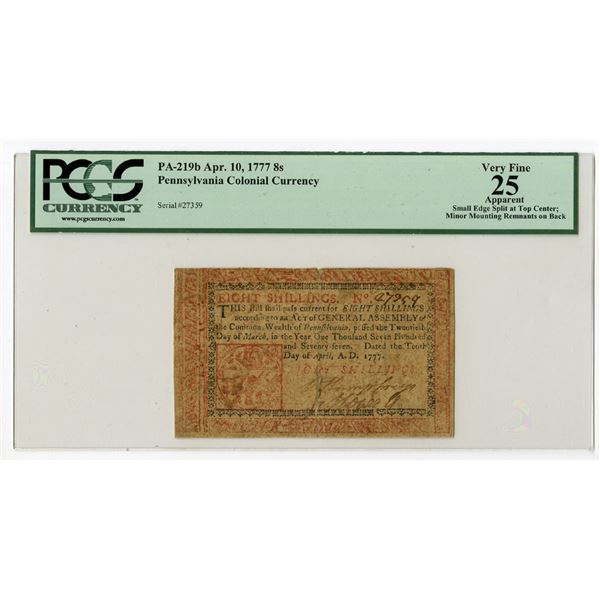 PCGS
CURRENCY
www.pcgscurrency.com
PA-219b Apr. 10, 1777 8s
Pennsylvania Colonial Currency
Serial#27359
Very Fine
25
Apparent
Small Edge Split at Top Center;
Minor Mounting Remnants on Back
EIGHT SHILLINGS. No. 27359
THIS Bill shall pass current for EIGHT SHILLINGS
according to an ACT of GENERAL ASSEMBLY of
the Common Wealth of Pennsylvania, passed the Twentieth
Day of March, in the Year One Thousand Seven Hundred
and Seventy-seven. Dated the Tenth
Day of April, A. D. 1777.
SHILLINGS